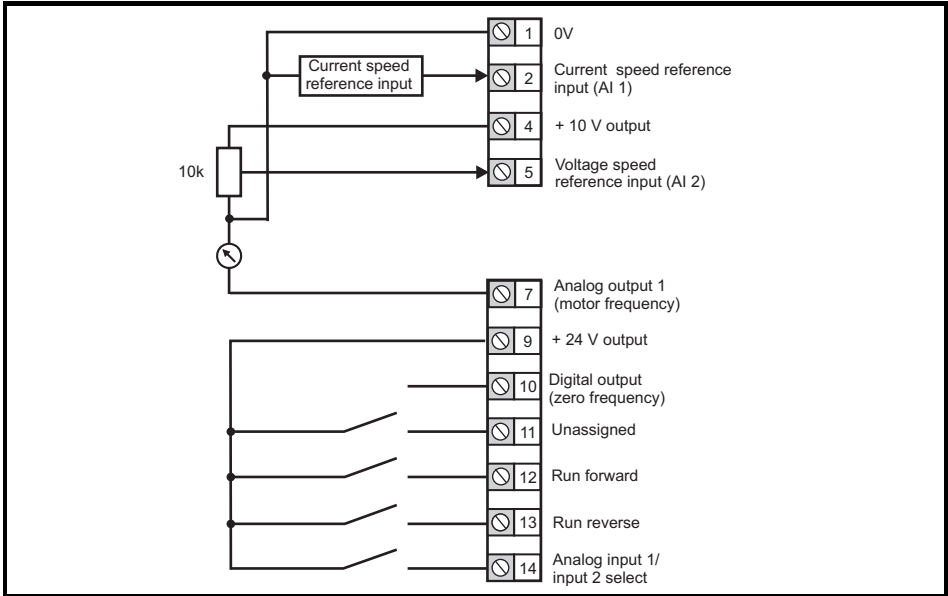 1
0V
Current speed
reference input
2
Current speed reference
input (AI 1)
4
+ 10 V output
10k
5
Voltage speed
reference input (AI 2)
7
Analog output 1
(motor frequency)
9
+ 24 V output
10
Digital output
(zero frequency)
11
Unassigned
12
Run forward
13
Run reverse
14
Analog input 1/
input 2 select